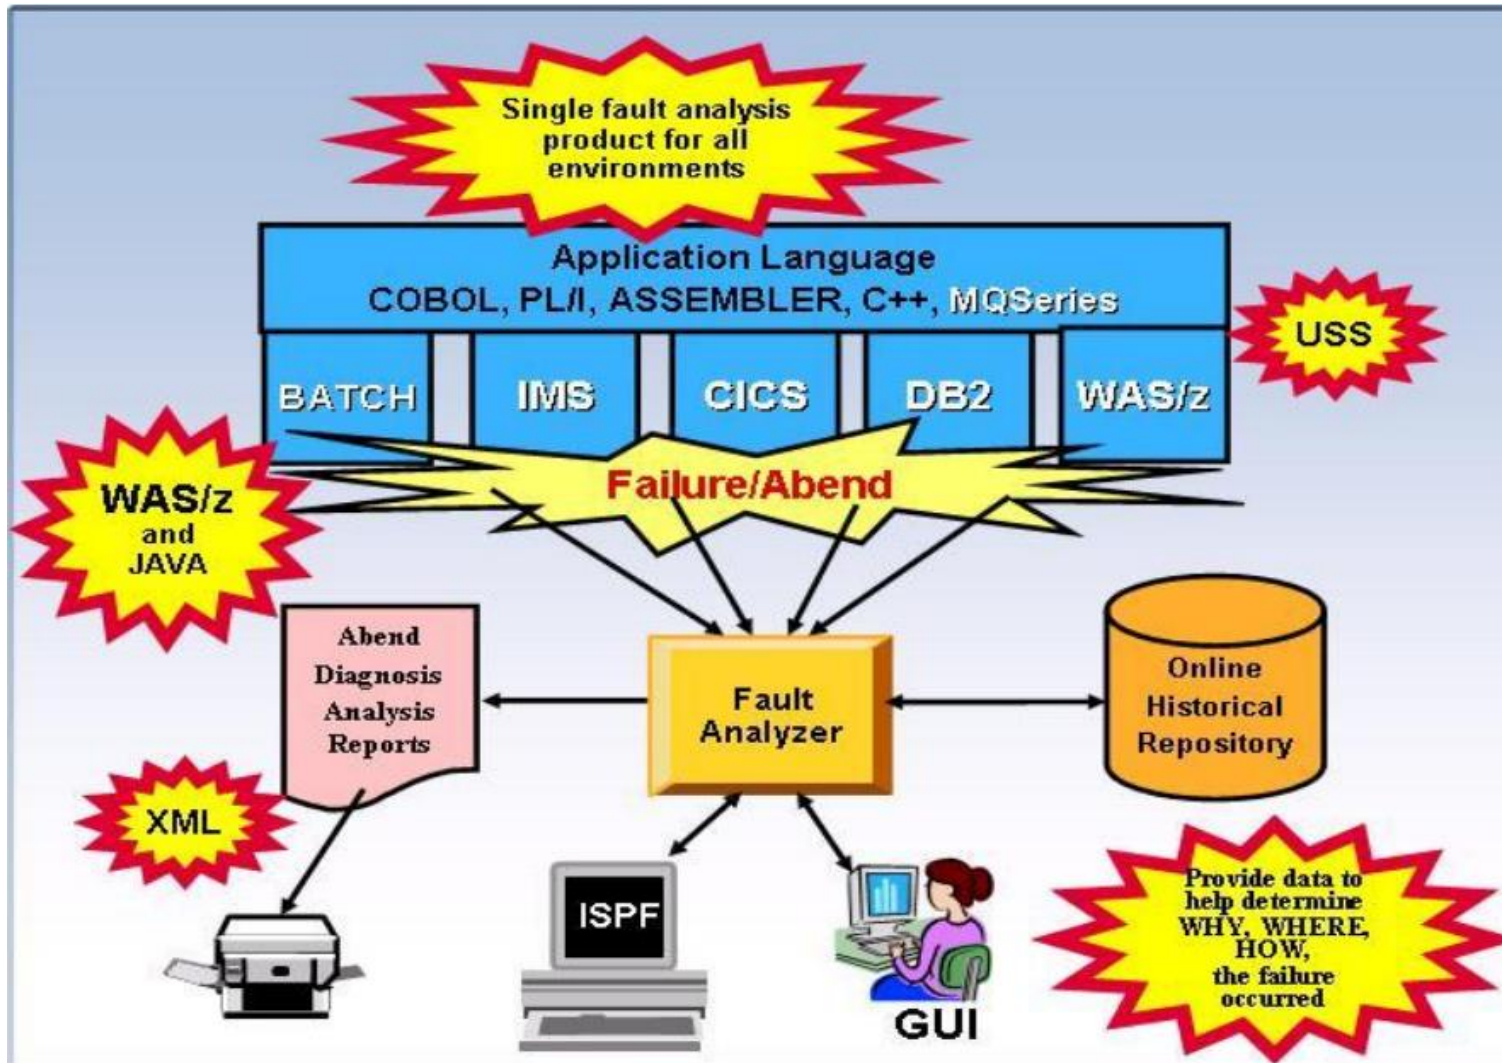 Single fault analysis
product for all
environments
Application Language
COBOL, PL/I, ASSEMBLER, C++, MQSeries
USS
BATCH
IMS
CICS
DB2
WAS/z
Failure/Abend
WAS/z
and
JAVA
Abend
Diagnosis
Analysis
Reports
Fault
Analyzer
Online
Historical
Repository
XML
ISPF
GUI
Provide data to
help determine
WHY, WHERE,
HOW,
the failure
occurred